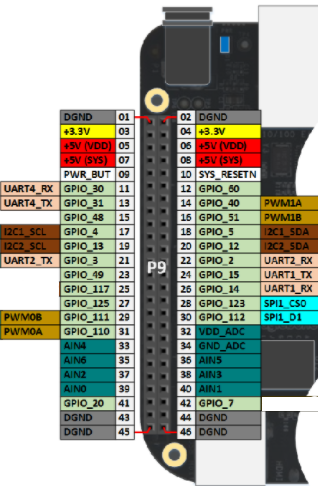 DGND 01 02 DGND
+3.3V 03 04 +3.3V
+5V (VDD) 05 06 +5V (VDD)
+5V (SYS) 07 08 +5V (SYS)
PWR_BUT 09 10 SYS_RESETN
UART4_RX GPIO_30 11 12 GPIO_60
UART4_TX GPIO_31 13 14 GPIO_40 PWM1A
GPIO_48 15 16 GPIO_51 PWM1B
I2C1_SCL GPIO_4 17 18 GPIO_5 I2C1_SDA
I2C2_SCL GPIO_13 19 20 GPIO_12 I2C2_SDA
UART2_TX GPIO_3 21 22 GPIO_2 UART2_RX
P9
GPIO_49 23 24 GPIO_15 UART1_TX
GPIO_117 25 26 GPIO_14 UART1_RX
GPIO_125 27 28 GPIO_123 SPI1_CS0
PWM0B GPIO_111 29 30 GPIO_112 SPI1_D1
PWM0A GPIO_110 31 32 VDD_ADC
AIN4 33 34 GND_ADC
AIN6 35 36 AIN5
AIN2 37 38 AIN3
AIN0 39 40 AIN1
GPIO_20 41 42 GPIO_7
DGND 43 44 DGND
DGND 45 46 DGND